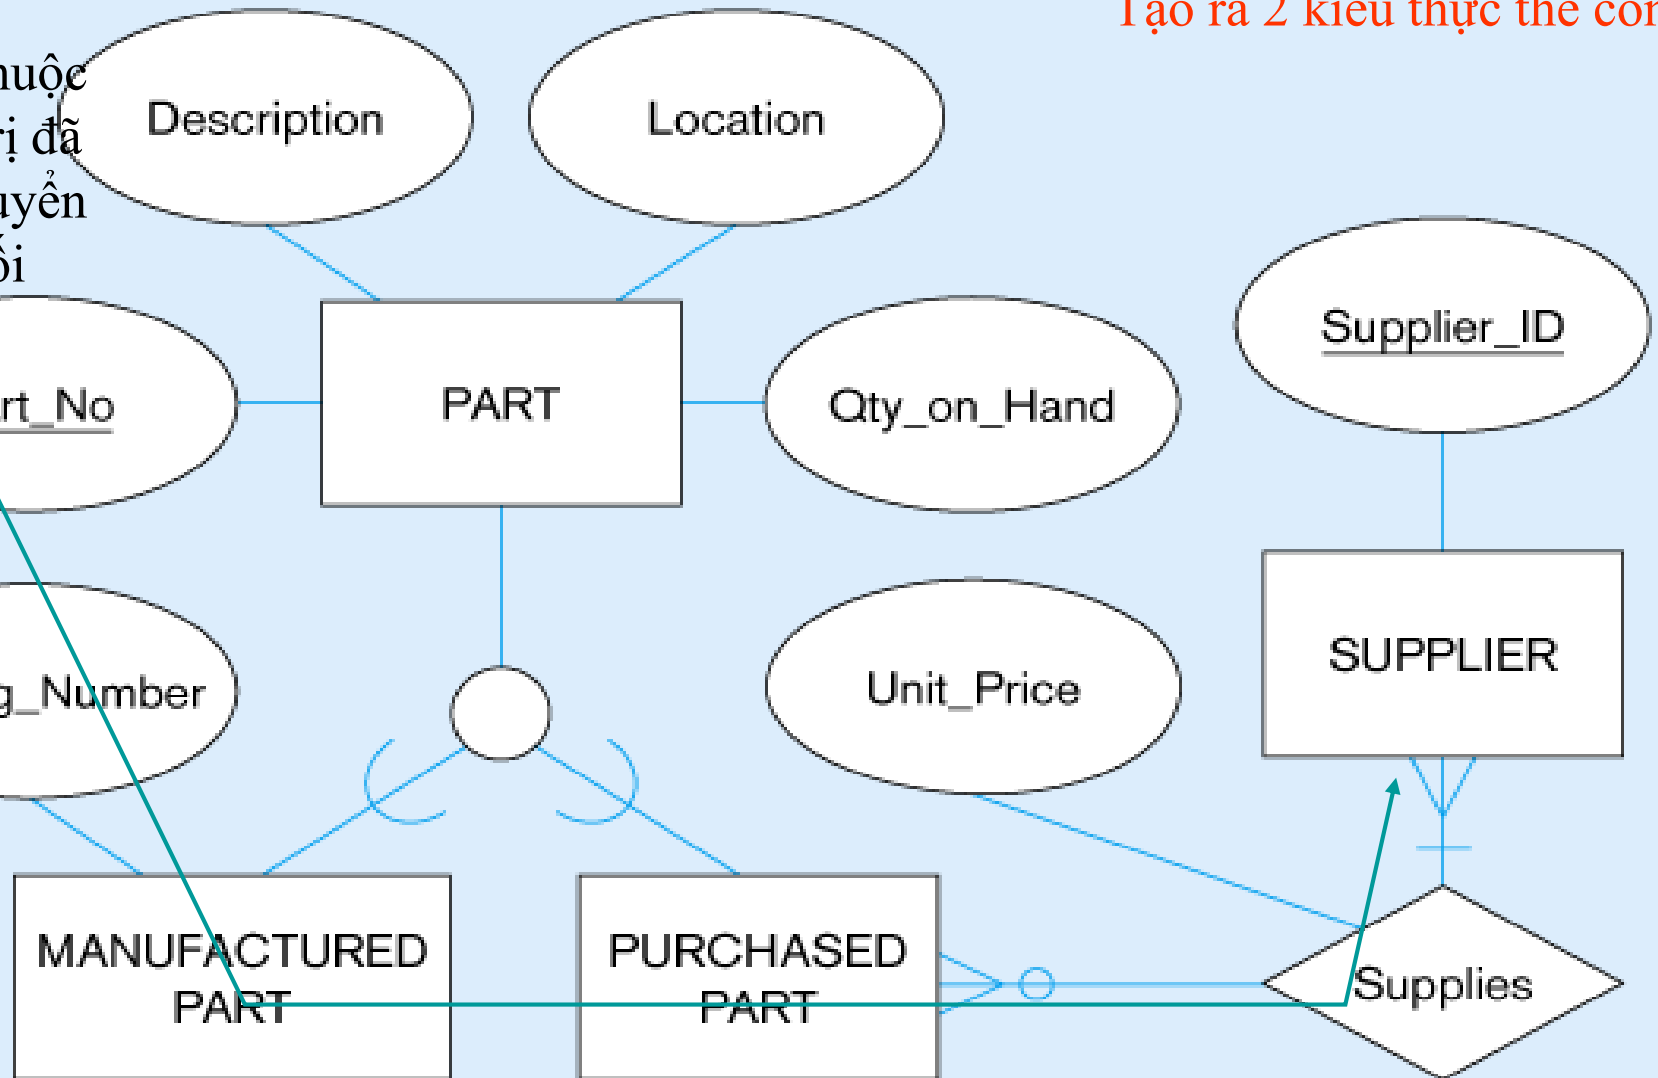 Tạo ra 2 kiểu thực thể con
huộc
rị đã
uyển
ối
Description
Location
Supplier_ID
rt_No
PART
Qty_on_Hand
g_Number
Unit_Price
SUPPLIER
MANUFACTURED
PART
PURCHASED
PART
Supplies